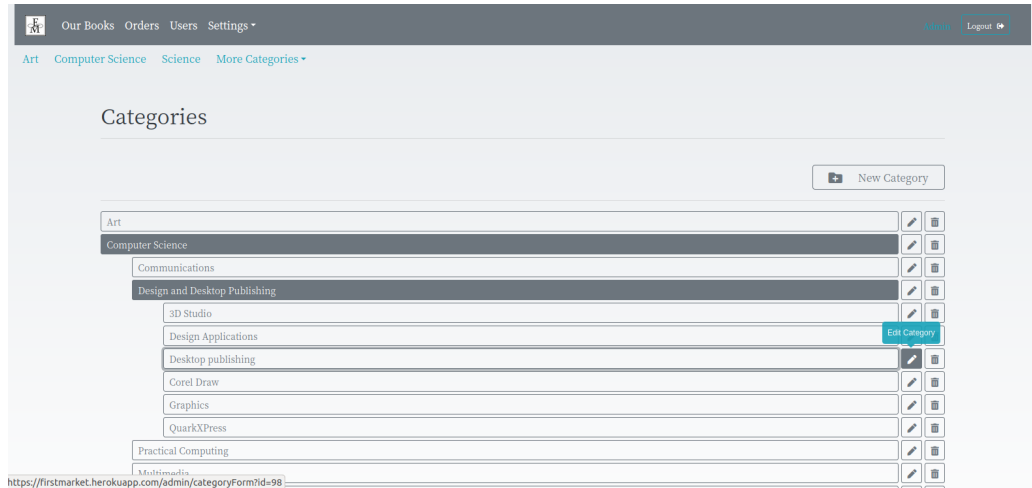 F
M
Our Books Orders Users Settings
Logout
Art Computer Science Science More Categories
Categories
New Category
Art
Computer Science
Communications
Design and Desktop Publishing
3D Studio
Design Applications
Edit Category
Desktop publishing
Corel Draw
Graphics
QuarkXPress
Practical Computing
Multimedia
https://firstmarket.herokuapp.com/admin/categoryForm?id=98